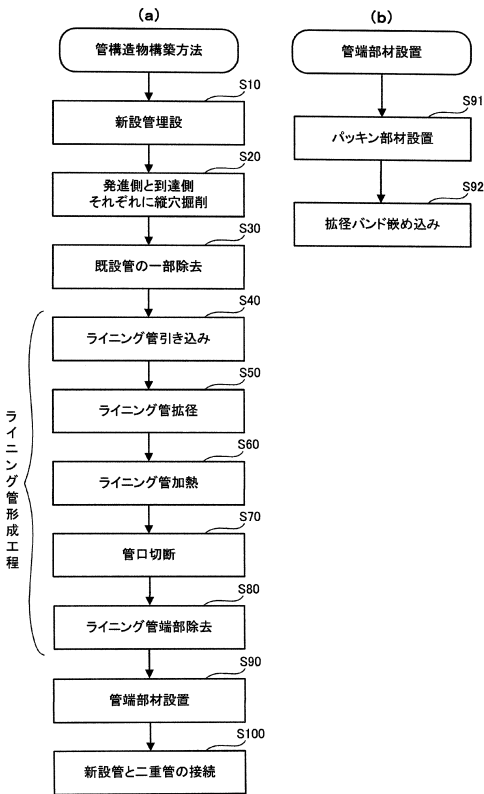 (a)
管構造物構築方法
S10
新設管埋設
S20
発進側と到達側
それぞれに縦穴掘削
S30
既設管の一部除去
S40
ライニング管引き込み
S50
ライニング管拡径
S60
ライニング管加熱
S70
管口切断
S80
ライニング管端部除去
ライニング管形成工程
S90
管端部材設置
S100
新設管と二重管の接続
(b)
管端部材設置
S91
パッキン部材設置
S92
拡径バンド嵌め込み